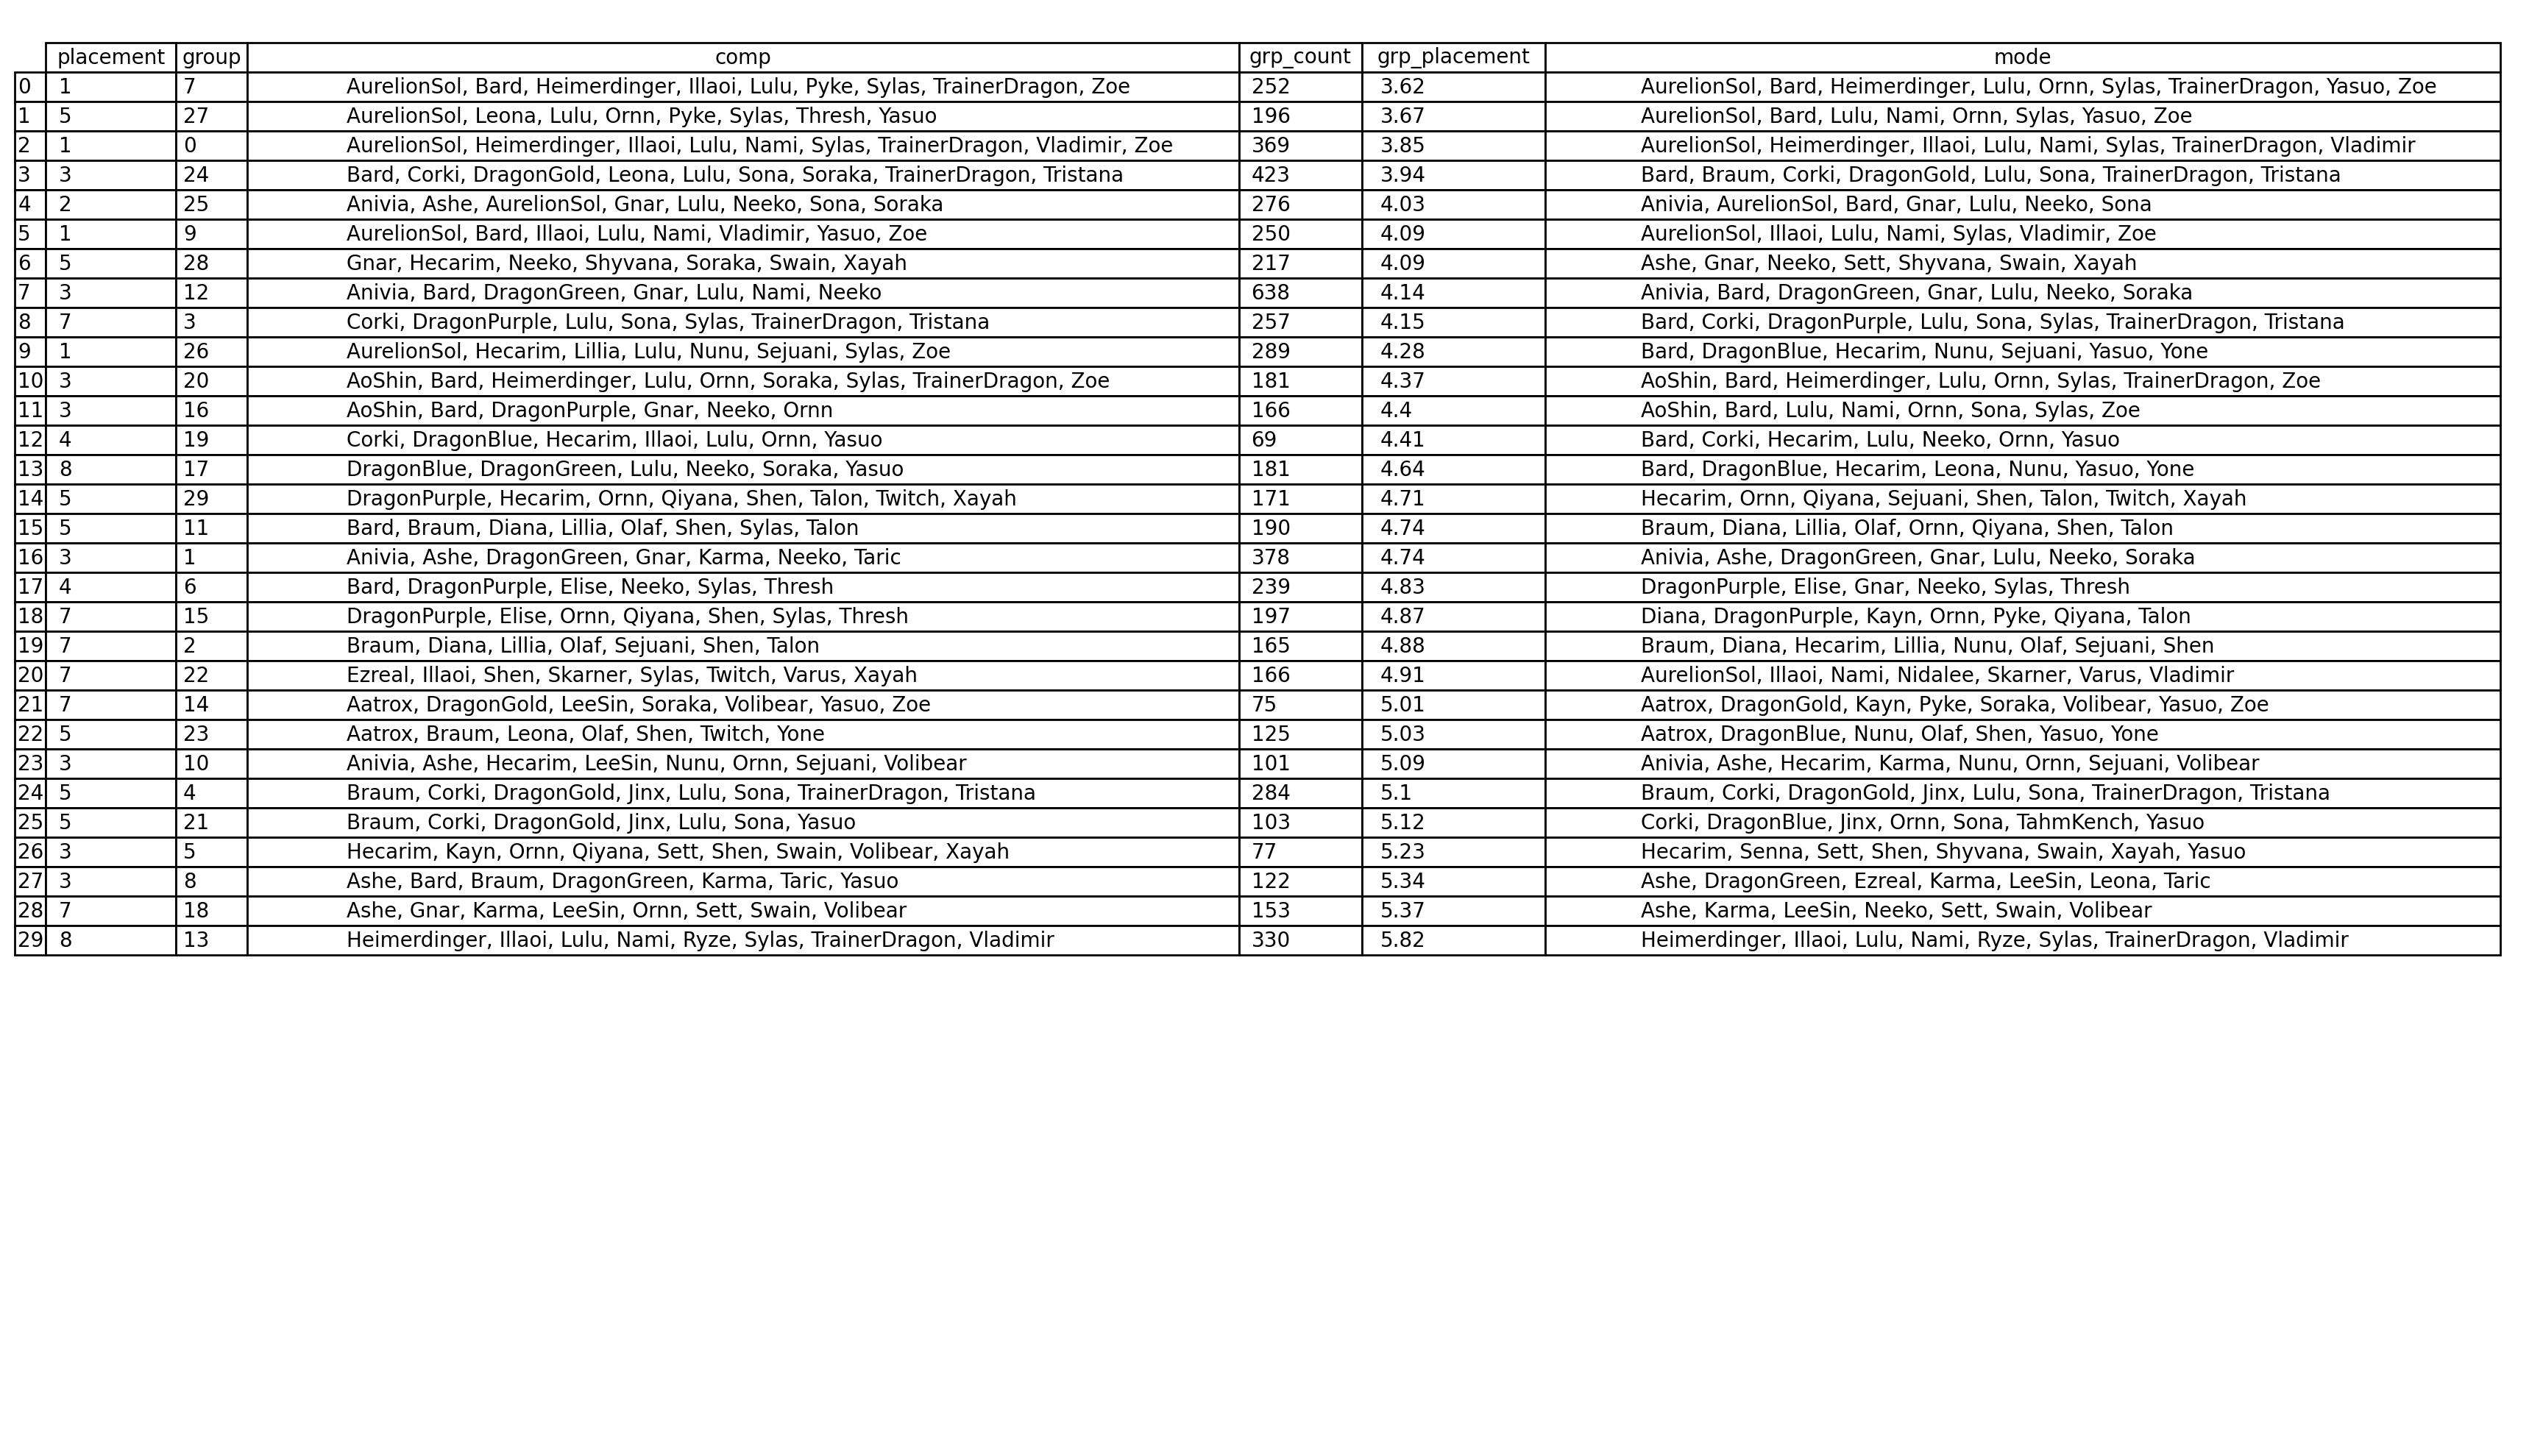 placement group comp grp_count grp_placement mode
0 1 7 AurelionSol, Bard, Heimerdinger, Illaoi, Lulu, Pyke, Sylas, TrainerDragon, Zoe 252 3.62 AurelionSol, Bard, Heimerdinger, Lulu, Ornn, Sylas, TrainerDragon, Yasuo, Zoe
1 5 27 AurelionSol, Leona, Lulu, Ornn, Pyke, Sylas, Thresh, Yasuo 196 3.67 AurelionSol, Bard, Lulu, Nami, Ornn, Sylas, Yasuo, Zoe
2 1 0 AurelionSol, Heimerdinger, Illaoi, Lulu, Nami, Sylas, TrainerDragon, Vladimir, Zoe 369 3.85 AurelionSol, Heimerdinger, Illaoi, Lulu, Nami, Sylas, TrainerDragon, Vladimir
3 3 24 Bard, Corki, DragonGold, Leona, Lulu, Sona, Soraka, TrainerDragon, Tristana 423 3.94 Bard, Braum, Corki, DragonGold, Lulu, Sona, TrainerDragon, Tristana
4 2 25 Anivia, Ashe, AurelionSol, Gnar, Lulu, Neeko, Sona, Soraka 276 4.03 Anivia, AurelionSol, Bard, Gnar, Lulu, Neeko, Sona
5 1 9 AurelionSol, Bard, Illaoi, Lulu, Nami, Vladimir, Yasuo, Zoe 250 4.09 AurelionSol, Illaoi, Lulu, Nami, Sylas, Vladimir, Zoe
6 5 28 Gnar, Hecarim, Neeko, Shyvana, Soraka, Swain, Xayah 217 4.09 Ashe, Gnar, Neeko, Sett, Shyvana, Swain, Xayah
7 3 12 Anivia, Bard, DragonGreen, Gnar, Lulu, Nami, Neeko 638 4.14 Anivia, Bard, DragonGreen, Gnar, Lulu, Neeko, Soraka
8 7 3 Corki, DragonPurple, Lulu, Sona, Sylas, TrainerDragon, Tristana 257 4.15 Bard, Corki, DragonPurple, Lulu, Sona, Sylas, TrainerDragon, Tristana
9 1 26 AurelionSol, Hecarim, Lillia, Lulu, Nunu, Sejuani, Sylas, Zoe 289 4.28 Bard, DragonBlue, Hecarim, Nunu, Sejuani, Yasuo, Yone
10 3 20 AoShin, Bard, Heimerdinger, Lulu, Ornn, Soraka, Sylas, TrainerDragon, Zoe 181 4.37 AoShin, Bard, Heimerdinger, Lulu, Ornn, Sylas, TrainerDragon, Zoe
11 3 16 AoShin, Bard, DragonPurple, Gnar, Neeko, Ornn 166 4.4 AoShin, Bard, Lulu, Nami, Ornn, Sona, Sylas, Zoe
12 4 19 Corki, DragonBlue, Hecarim, Illaoi, Lulu, Ornn, Yasuo 69 4.41 Bard, Corki, Hecarim, Lulu, Neeko, Ornn, Yasuo
13 8 17 DragonBlue, DragonGreen, Lulu, Neeko, Soraka, Yasuo 181 4.64 Bard, DragonBlue, Hecarim, Leona, Nunu, Yasuo, Yone
14 5 29 DragonPurple, Hecarim, Ornn, Qiyana, Shen, Talon, Twitch, Xayah 171 4.71 Hecarim, Ornn, Qiyana, Sejuani, Shen, Talon, Twitch, Xayah
15 5 11 Bard, Braum, Diana, Lillia, Olaf, Shen, Sylas, Talon 190 4.74 Braum, Diana, Lillia, Olaf, Ornn, Qiyana, Shen, Talon
16 3 1 Anivia, Ashe, DragonGreen, Gnar, Karma, Neeko, Taric 378 4.74 Anivia, Ashe, DragonGreen, Gnar, Lulu, Neeko, Soraka
17 4 6 Bard, DragonPurple, Elise, Neeko, Sylas, Thresh 239 4.83 DragonPurple, Elise, Gnar, Neeko, Sylas, Thresh
18 7 15 DragonPurple, Elise, Ornn, Qiyana, Shen, Sylas, Thresh 197 4.87 Diana, DragonPurple, Kayn, Ornn, Pyke, Qiyana, Talon
19 7 2 Braum, Diana, Lillia, Olaf, Sejuani, Shen, Talon 165 4.88 Braum, Diana, Hecarim, Lillia, Nunu, Olaf, Sejuani, Shen
20 7 22 Ezreal, Illaoi, Shen, Skarner, Sylas, Twitch, Varus, Xayah 166 4.91 AurelionSol, Illaoi, Nami, Nidalee, Skarner, Varus, Vladimir
21 7 14 Aatrox, DragonGold, LeeSin, Soraka, Volibear, Yasuo, Zoe 75 5.01 Aatrox, DragonGold, Kayn, Pyke, Soraka, Volibear, Yasuo, Zoe
22 5 23 Aatrox, Braum, Leona, Olaf, Shen, Twitch, Yone 125 5.03 Aatrox, DragonBlue, Nunu, Olaf, Shen, Yasuo, Yone
23 3 10 Anivia, Ashe, Hecarim, LeeSin, Nunu, Ornn, Sejuani, Volibear 101 5.09 Anivia, Ashe, Hecarim, Karma, Nunu, Ornn, Sejuani, Volibear
24 5 4 Braum, Corki, DragonGold, Jinx, Lulu, Sona, TrainerDragon, Tristana 284 5.1 Braum, Corki, DragonGold, Jinx, Lulu, Sona, TrainerDragon, Tristana
25 5 21 Braum, Corki, DragonGold, Jinx, Lulu, Sona, Yasuo 103 5.12 Corki, DragonBlue, Jinx, Ornn, Sona, TahmKench, Yasuo
26 3 5 Hecarim, Kayn, Ornn, Qiyana, Sett, Shen, Swain, Volibear, Xayah 77 5.23 Hecarim, Senna, Sett, Shen, Shyvana, Swain, Xayah, Yasuo
27 3 8 Ashe, Bard, Braum, DragonGreen, Karma, Taric, Yasuo 122 5.34 Ashe, DragonGreen, Ezreal, Karma, LeeSin, Leona, Taric
28 7 18 Ashe, Gnar, Karma, LeeSin, Ornn, Sett, Swain, Volibear 153 5.37 Ashe, Karma, LeeSin, Neeko, Sett, Swain, Volibear
29 8 13 Heimerdinger, Illaoi, Lulu, Nami, Ryze, Sylas, TrainerDragon, Vladimir 330 5.82 Heimerdinger, Illaoi, Lulu, Nami, Ryze, Sylas, TrainerDragon, Vladimir